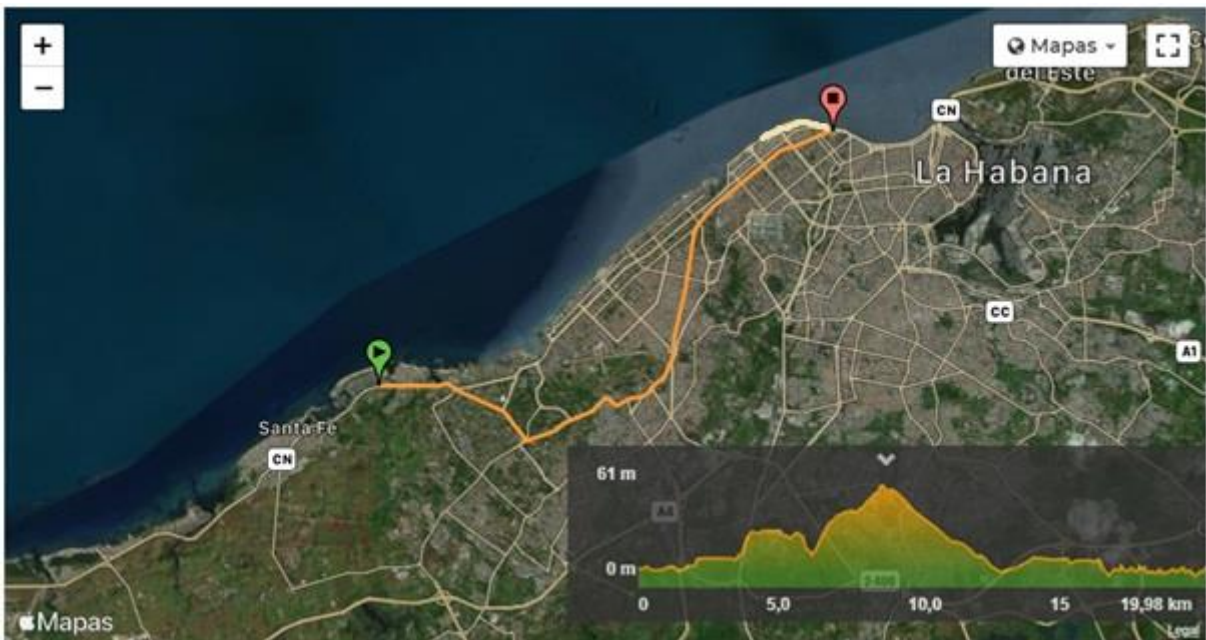 +
−
Mapas
del Este
CN
La Habana
CC
A1
Santa Fe
CN
61 m
0 m
0
5,0
10,0
15
19,98 km
Mapas
Legal